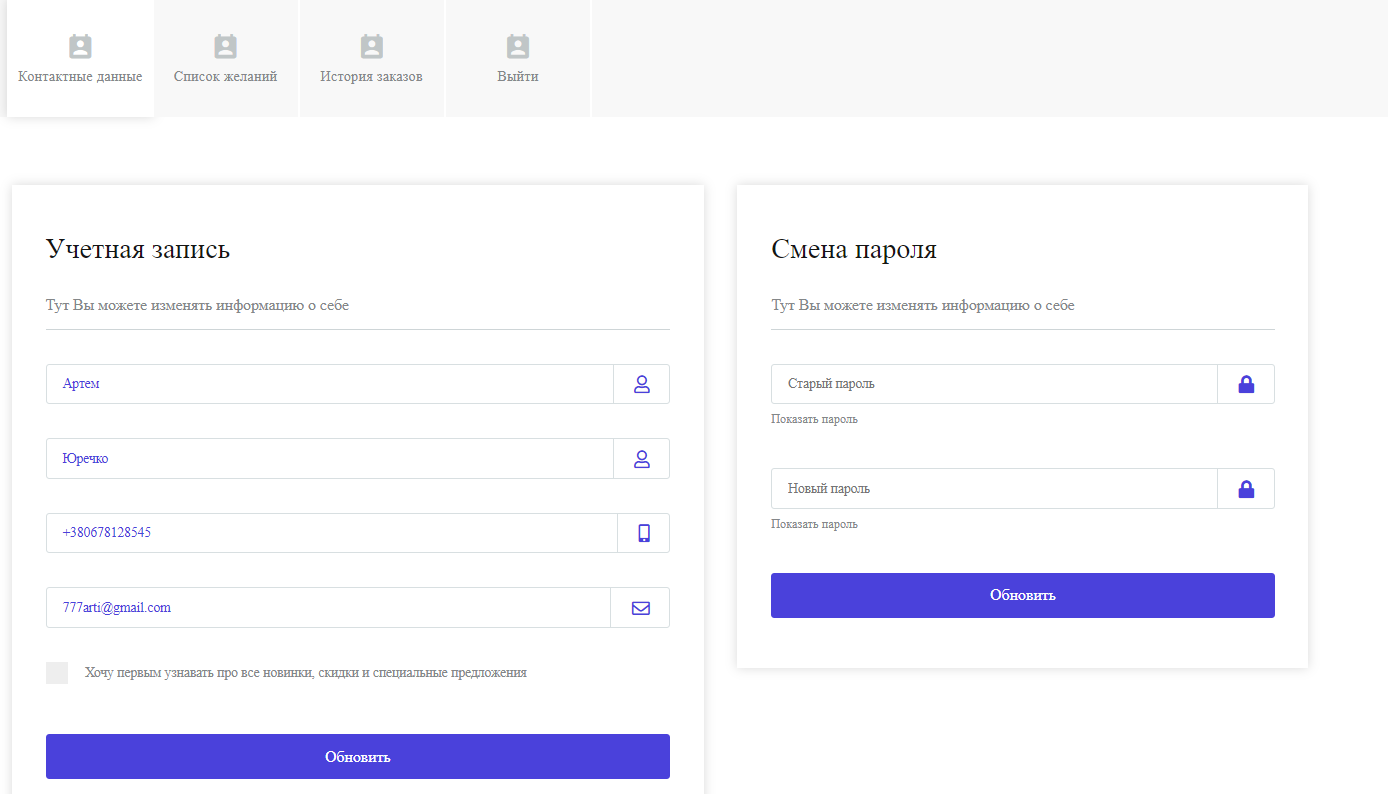 Контактные данные
Список желаний
История заказов
Выйти
Учетная запись
Тут Вы можете изменять информацию о себе
Артем
Юречко
+380678128545
777arti@gmail.com
Хочу первым узнавать про все новинки, скидки и специальные предложения
Обновить
Смена пароля
Тут Вы можете изменять информацию о себе
Старый пароль
Показать пароль
Новый пароль
Показать пароль
Обновить